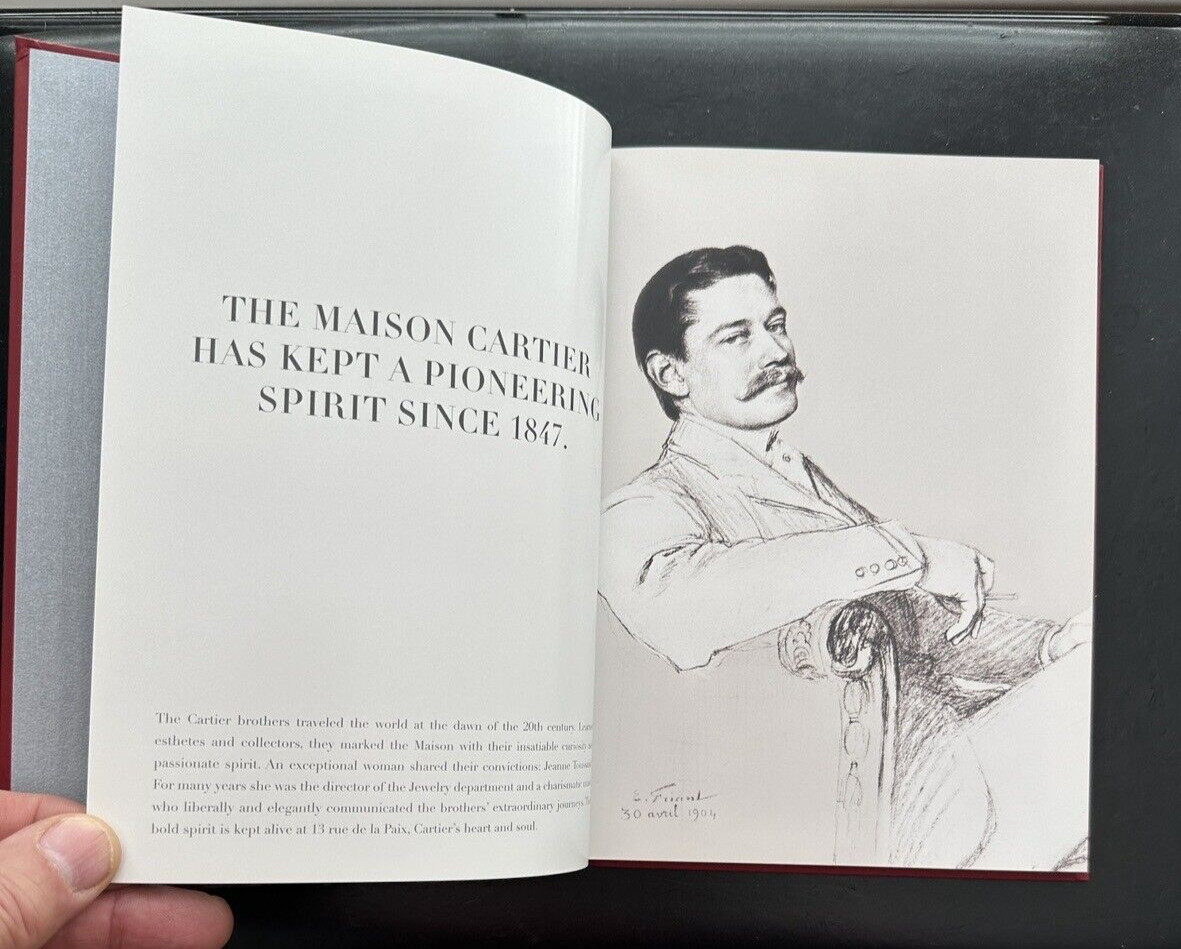 THE MAISON CARTIER
HAS KEPT A PIONEERING
SPIRIT SINCE 1847.
The Cartier brothers traveled the world at the dawn of the 20th century.
esthetes and collectors, they marked the Maison with their insatiable curiosity
passionate spirit. An exceptional woman shared their convictions: Jeanne
For many years she was the director of the Jewelry department and a charismatic
who liberally and elegantly communicated the brothers' extraordinary journeys.
bold spirit is kept alive at 13 rue de la Paix, Cartier's heart and soul.
30 avril 1904